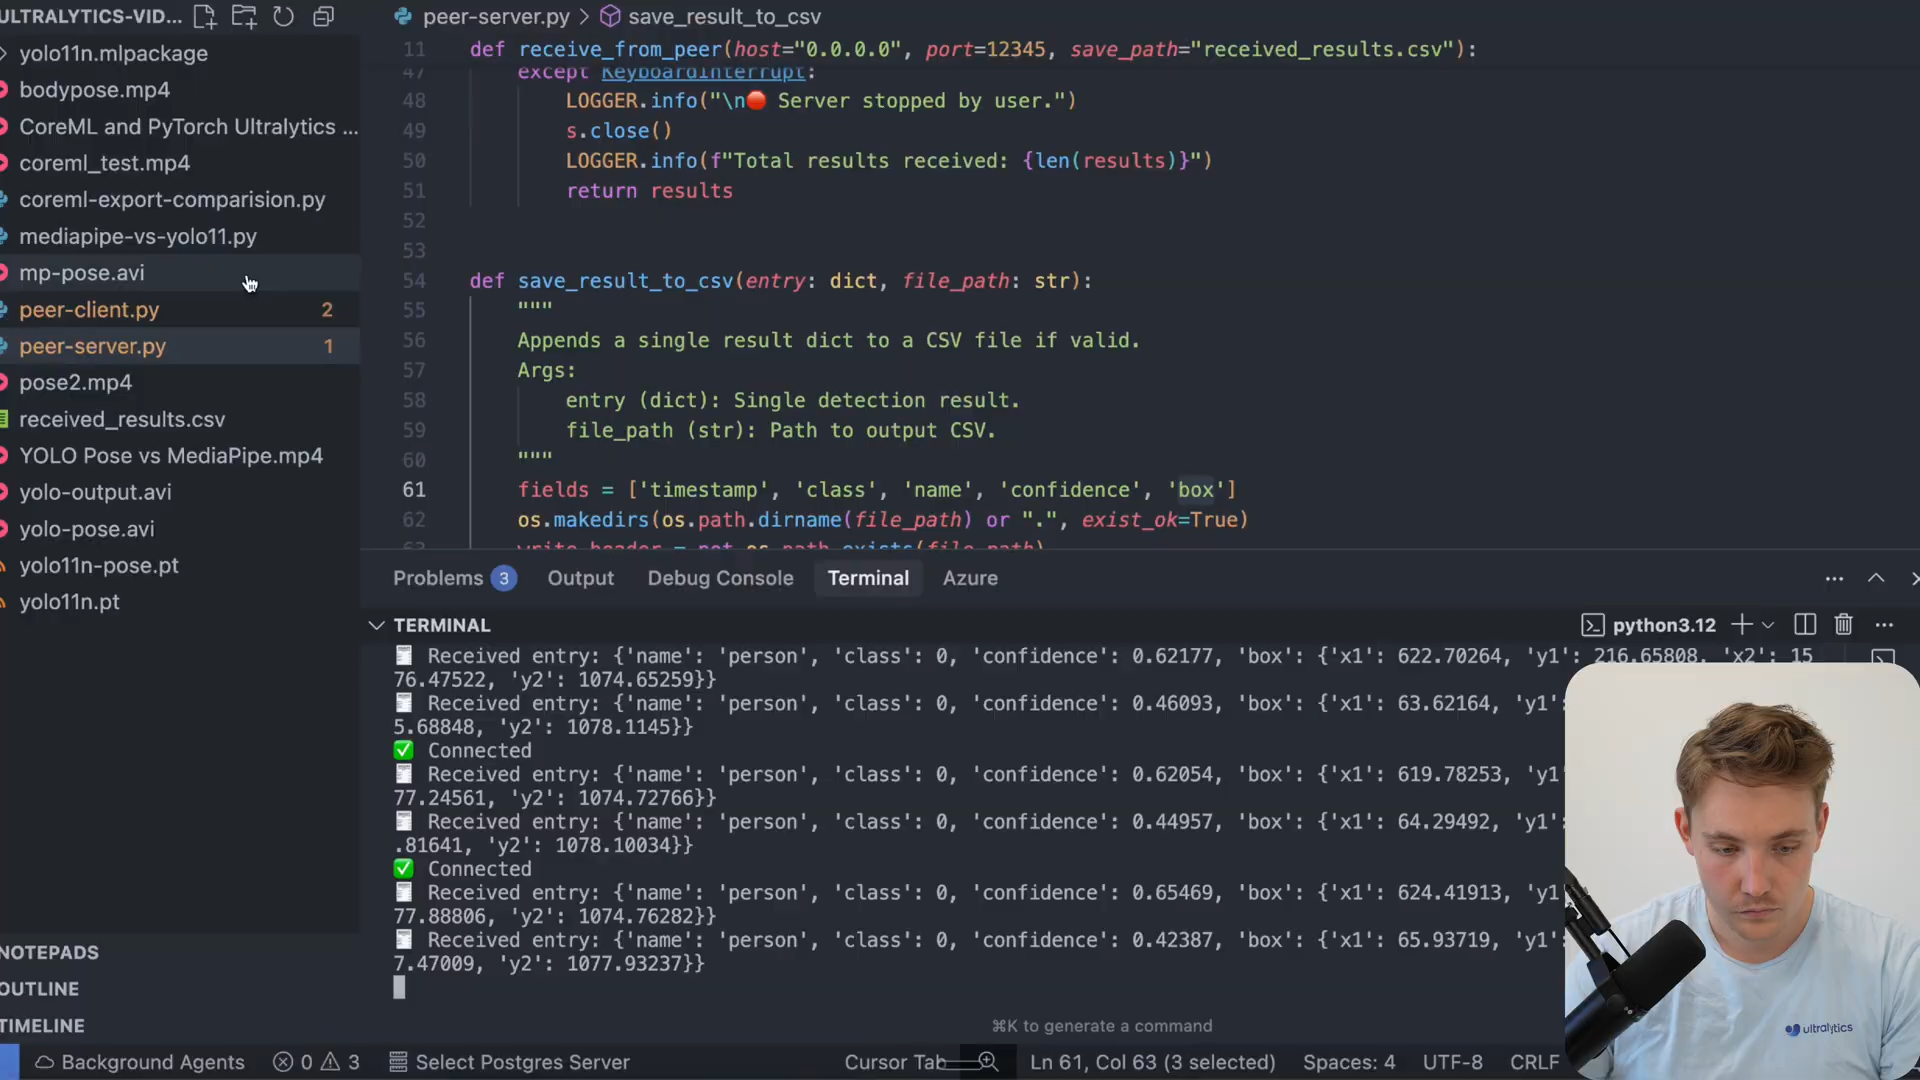 ULTRALYTICS-VID...
yolo11n.mlpackage
bodypose.mp4
CoreML and PyTorch Ultralytics ...
coreml_test.mp4
coreml-export-comparision.py
mediapipe-vs-yolo11.py
mp-pose.avi
peer-client.py 2
peer-server.py 1
pose2.mp4
received_results.csv
YOLO Pose vs MediaPipe.mp4
yolo-output.avi
yolo-pose.avi
yolo11n-pose.pt
yolo11n.pt
NOTEPADS
OUTLINE
TIMELINE
peer-server.py > save_result_to_csv
11 def receive_from_peer(host="0.0.0.0", port=12345, save_path="received_results.csv"):
47 except KeyboardInterrupt:
48 LOGGER.info("\n🛑 Server stopped by user.")
49 s.close()
50 LOGGER.info(f"Total results received: {len(results)}")
51 return results
52
53
54 def save_result_to_csv(entry: dict, file_path: str):
55 """
56 Appends a single result dict to a CSV file if valid.
57 Args:
58 entry (dict): Single detection result.
59 file_path (str): Path to output CSV.
60 """
61 fields = ['timestamp', 'class', 'name', 'confidence', 'box']
62 os.makedirs(os.path.dirname(file_path) or ".", exist_ok=True)
63 write_header = not os.path.exists(file_path)
Problems 3 Output Debug Console Terminal Azure
TERMINAL python3.12
Received entry: {'name': 'person', 'class': 0, 'confidence': 0.62177, 'box': {'x1': 622.70264, 'y1': 216.65808, 'x2': 15
76.47522, 'y2': 1074.65259}}
Received entry: {'name': 'person', 'class': 0, 'confidence': 0.46093, 'box': {'x1': 63.62164, 'y1':
5.68848, 'y2': 1078.1145}}
✅ Connected
Received entry: {'name': 'person', 'class': 0, 'confidence': 0.62054, 'box': {'x1': 619.78253, 'y1'
77.24561, 'y2': 1074.72766}}
Received entry: {'name': 'person', 'class': 0, 'confidence': 0.44957, 'box': {'x1': 64.29492, 'y1':
.81641, 'y2': 1078.10034}}
✅ Connected
Received entry: {'name': 'person', 'class': 0, 'confidence': 0.65469, 'box': {'x1': 624.41913, 'y1'
77.88806, 'y2': 1074.76282}}
Received entry: {'name': 'person', 'class': 0, 'confidence': 0.42387, 'box': {'x1': 65.93719, 'y1':
7.47009, 'y2': 1077.93237}}
⌘K to generate a command
ultralytics
Background Agents 0 3 Select Postgres Server Cursor Tab Ln 61, Col 63 (3 selected) Spaces: 4 UTF-8 CRLF